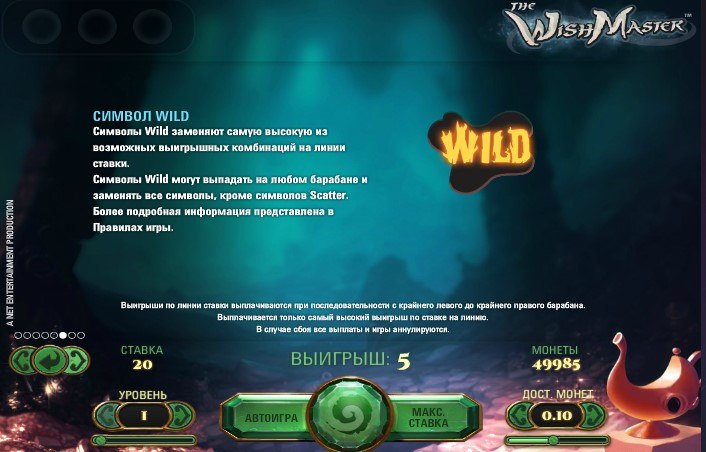 THE
WISHMASTER™
СИМВОЛ WILD
Символы Wild заменяют самую высокую из
возможных выигрышных комбинаций на линии
ставки.
Символы Wild могут выпадать на любом барабане и
заменять все символы, кроме символов Scatter.
Более подробная информация представлена в
Правилах игры.
WILD
A NET ENTERTAINMENT PRODUCTION
Выигрыши по линии ставки выплачиваются при последовательности с крайнего левого до крайнего правого барабана.
Выплачивается только самый высокий выигрыш по ставке на линию.
В случае сбоя все выплаты и игры аннулируются.
СТАВКА
20
ВЫИГРЫШ: 5
МОНЕТЫ
49985
УРОВЕНЬ
1
АВТОИГРА
МАКС.
СТАВКА
ДОСТ. МОНЕТ
0.10